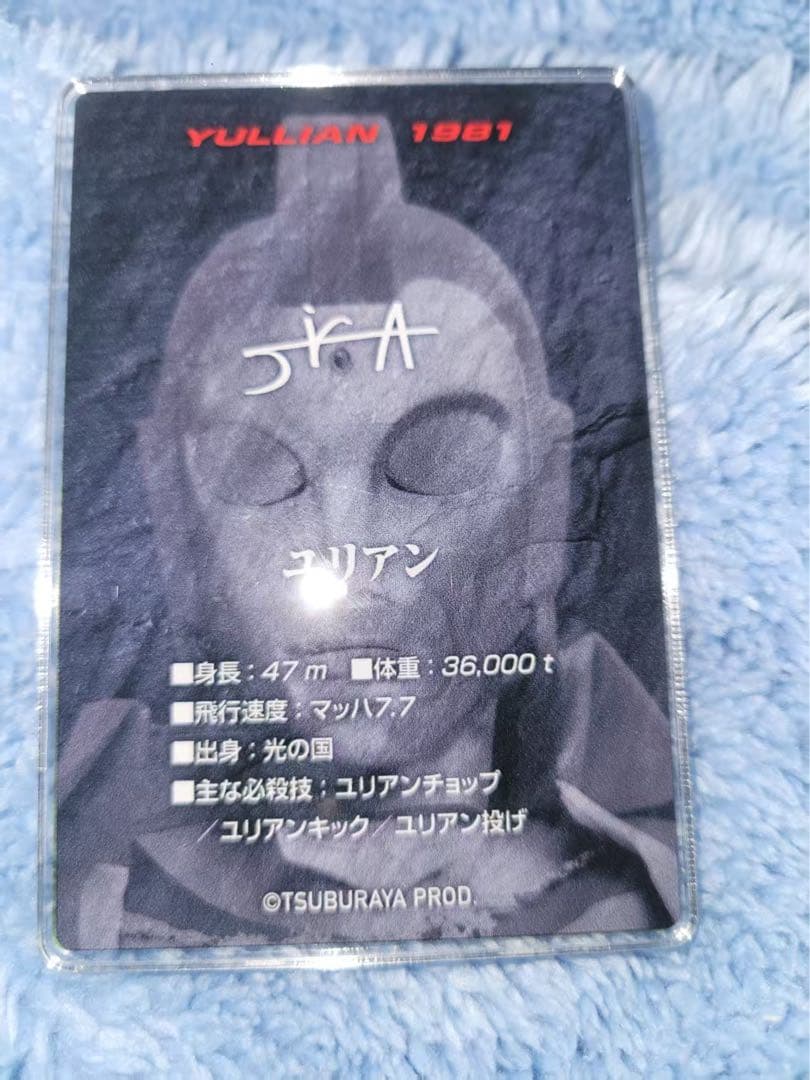 YULLIAN 1981
ユリアン
■身長：47m ■体重：36,000t
■飛行速度：マッハ7.7
■出身：光の国
■主な必殺技：ユリアンチョップ
／ユリアンキック／ユリアン投げ
©TSUBURAYA PROD.